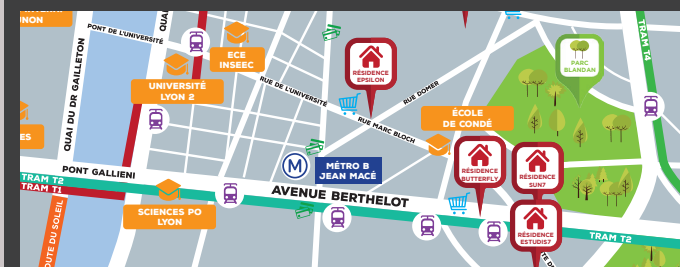 NON
PONT DE L'UNIVERSITÉ
QUAI
QUAI DU DR GAILLETON
ECE
INSEEC
UNIVERSITÉ
LYON 2
RUE DE L'UNIVERSITÉ
RÉSIDENCE
EPSILON
RUE DOMER
RUE MARC BLOCH
ÉCOLE
DE CONDÉ
PARC
BLANDAN
TRAM T4
ES
PONT GALLIENI
TRAM T2
TRAM T1
M
MÉTRO B
JEAN MACÉ
AVENUE BERTHELOT
SCIENCES PO
LYON
ROUTE DU SOLEIL
RÉSIDENCE
BUTTERFLY
RÉSIDENCE
SUN7
RÉSIDENCE
ESTUDIS7
TRAM T2